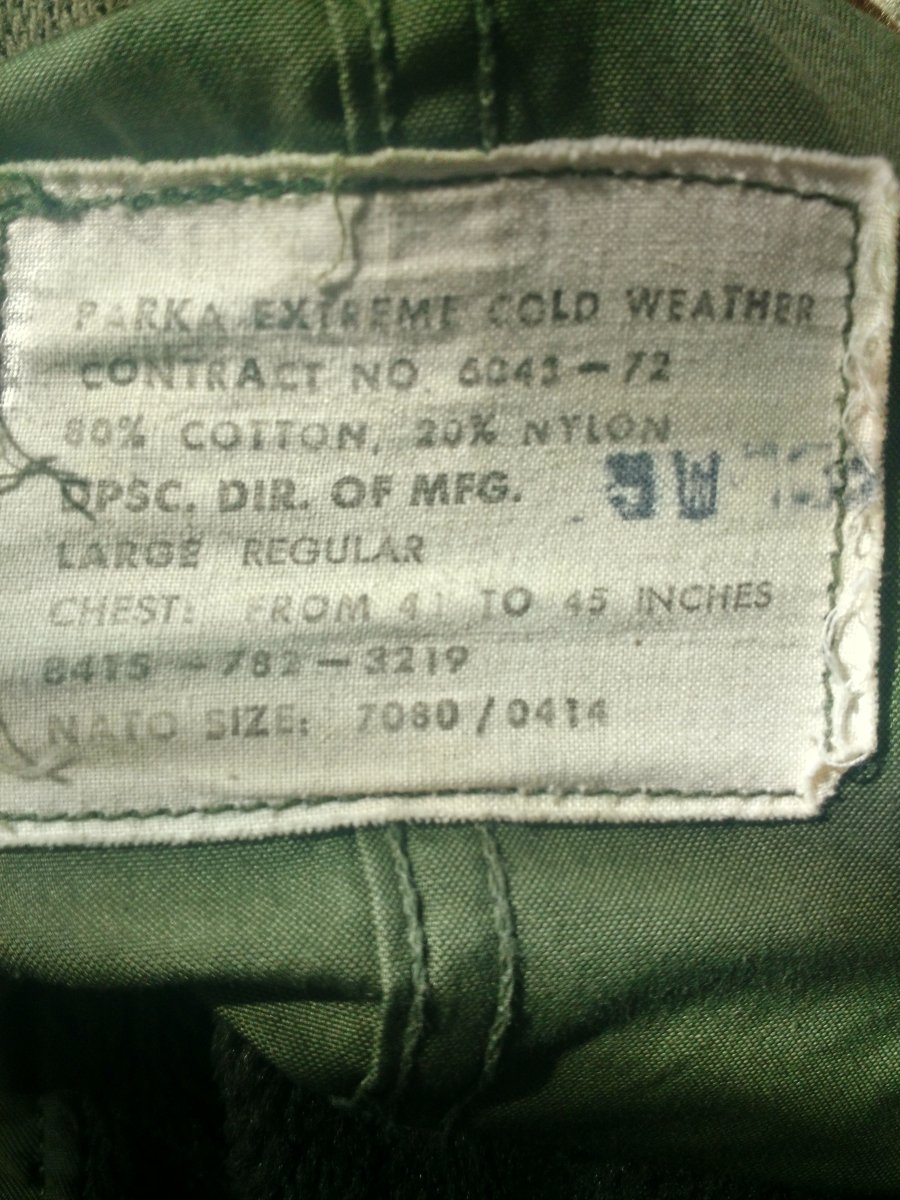 PARKA EXTREME COLD WEATHER
CONTRACT NO. 6043-72
80% COTTON, 20% NYLON
DPSC. DIR. OF MFG.
LARGE REGULAR
CHEST: FROM 41 TO 45 INCHES
8415-782-3219
NATO SIZE: 7080/0414